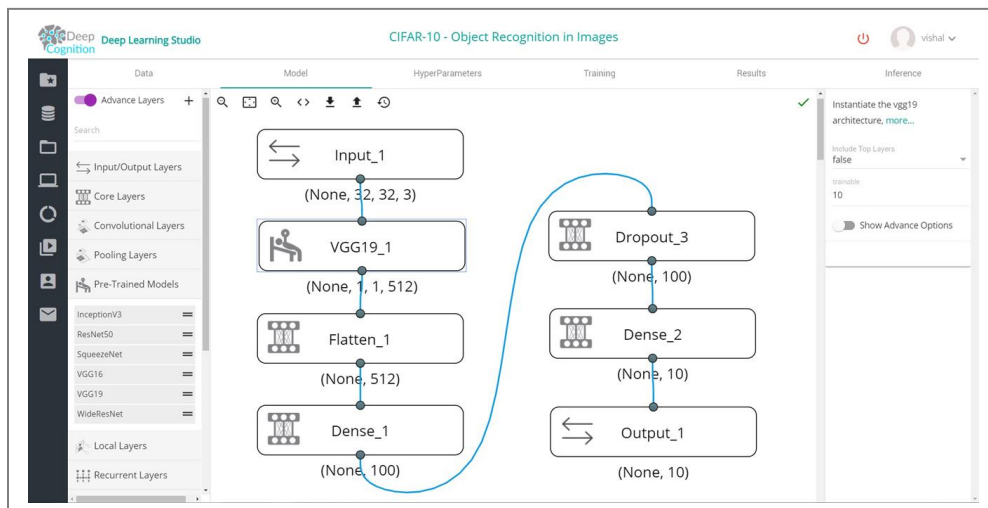 Deep
Cognition
Deep Learning Studio
CIFAR-10 - Object Recognition in Images
vishal
Data
Model
HyperParameters
Training
Results
Inference
Advance Layers
Search
Input/Output Layers
Core Layers
Convolutional Layers
Pooling Layers
Pre-Trained Models
InceptionV3
ResNet50
SqueezeNet
VGG16
VGG19
WideResNet
Local Layers
Recurrent Layers
Input_1
(None, 32, 32, 3)
VGG19_1
(None, 1, 1, 512)
Flatten_1
(None, 512)
Dense_1
(None, 100)
Dropout_3
(None, 100)
Dense_2
(None, 10)
Output_1
(None, 10)
Instantiate the vgg19
architecture, more...
Include Top Layers
false
trainable
10
Show Advance Options